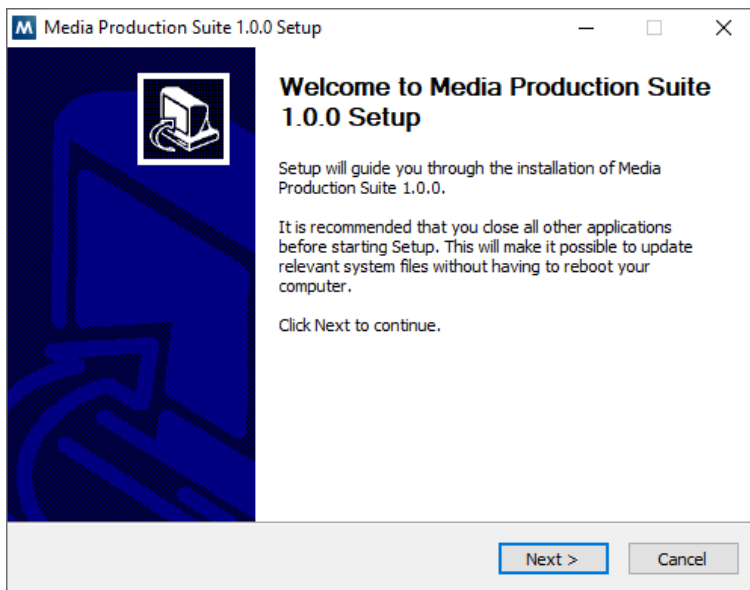 M Media Production Suite 1.0.0 Setup
Welcome to Media Production Suite
1.0.0 Setup
Setup will guide you through the installation of Media
Production Suite 1.0.0.
It is recommended that you close all other applications
before starting Setup. This will make it possible to update
relevant system files without having to reboot your
computer.
Click Next to continue.
Next >
Cancel